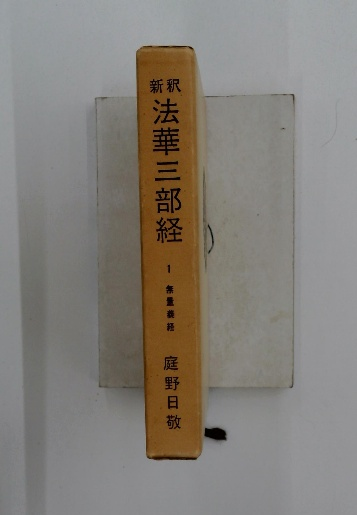 新釈
法華三部経
1
無量義経
庭野日敬